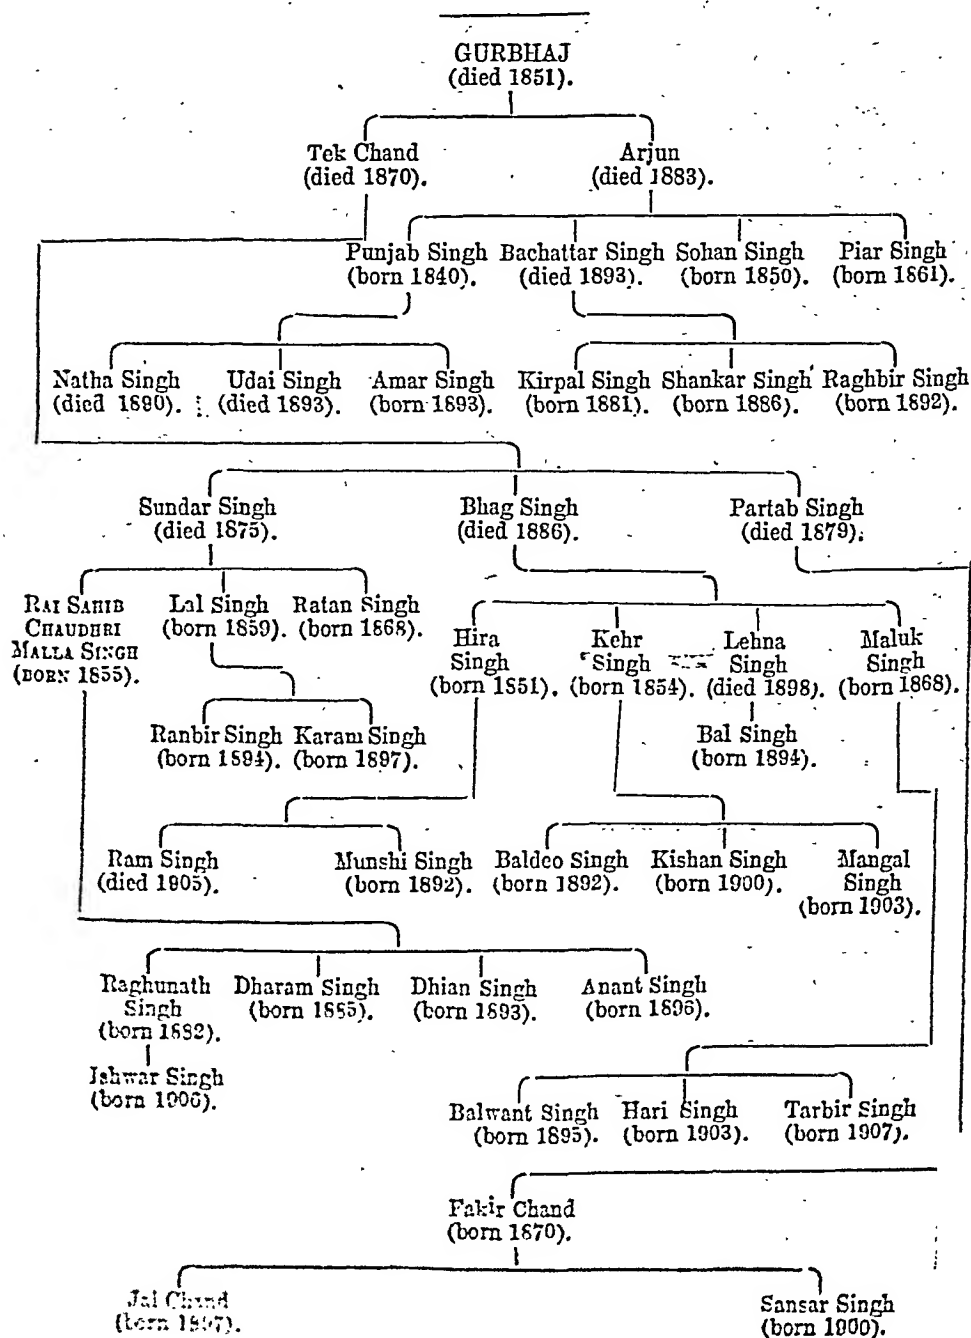 GURBHAJ
(died 1851).
Tek Chand
(died 1870).
Arjun
(died 1883).
Punjab Singh
(born 1840).
Bachattar Singh
(died 1893).
Sohan Singh
(born 1850).
Piar Singh
(born 1861).
Natha Singh
(died 1890).
Udai Singh
(died 1893).
Amar Singh
(born 1893).
Kirpal Singh
(born 1881).
Shankar Singh
(born 1886).
Raghbir Singh
(born 1892).
Sundar Singh
(died 1875).
Bhag Singh
(died 1886).
Partab Singh
(died 1879).
RAI SAHIB
CHAUDHRI
MALLA SINGH
(BORN 1855).
Lal Singh
(born 1859).
Ratan Singh
(born 1868).
Hira
Singh
(born 1851).
Kehr
Singh
(born 1854).
Lehna
Singh
(died 1898).
Maluk
Singh
(born 1868).
Ranbir Singh
(born 1894).
Karam Singh
(born 1897).
Bal Singh
(born 1894).
Ram Singh
(died 1905).
Munshi Singh
(born 1892).
Baldeo Singh
(born 1892).
Kishan Singh
(born 1900).
Mangal
Singh
(born 1903).
Raghunath
Singh
(born 1882).
Dharam Singh
(born 1885).
Dhian Singh
(born 1893).
Anant Singh
(born 1896).
Ishwar Singh
(born 1906).
Balwant Singh
(born 1895).
Hari Singh
(born 1903).
Tarbir Singh
(born 1907).
Fakir Chand
(born 1870).
Jai Chand
(born 1897).
Sansar Singh
(born 1900).